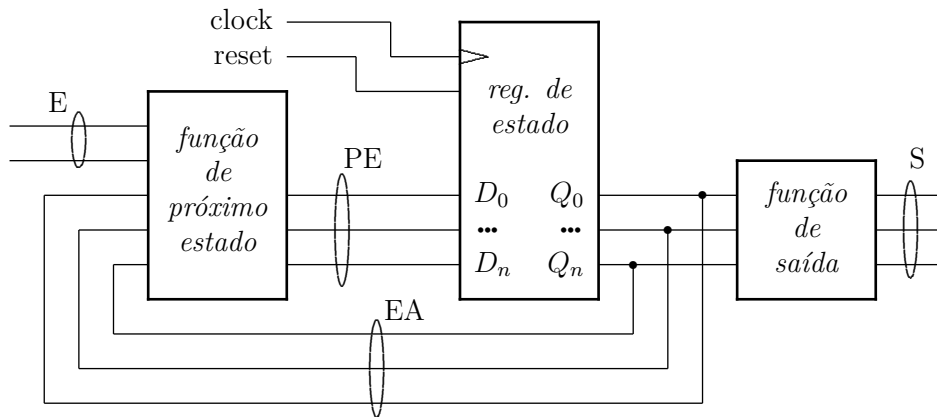 clock
reset
E
função
de
próximo
estado
PE
reg. de
estado
D₀
Q₀
•••
•••
Dₙ
Qₙ
EA
função
de
saída
S